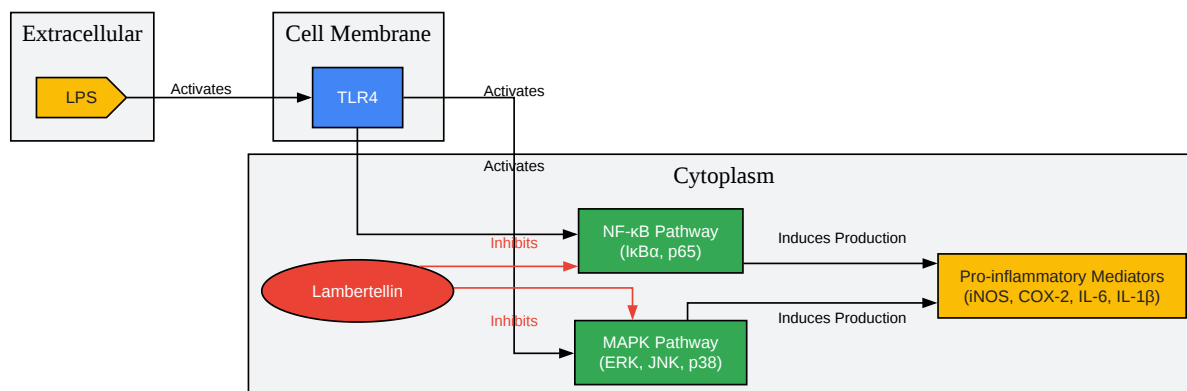 Extracellular
Cell Membrane
LPS
Activates
TLR4
Activates
Activates
Cytoplasm
NF-κB Pathway
(IκBα, p65)
Inhibits
Induces Production
Lambertellin
Pro-inflammatory Mediators
(iNOS, COX-2, IL-6, IL-1β)
Inhibits
Induces Production
MAPK Pathway
(ERK, JNK, p38)